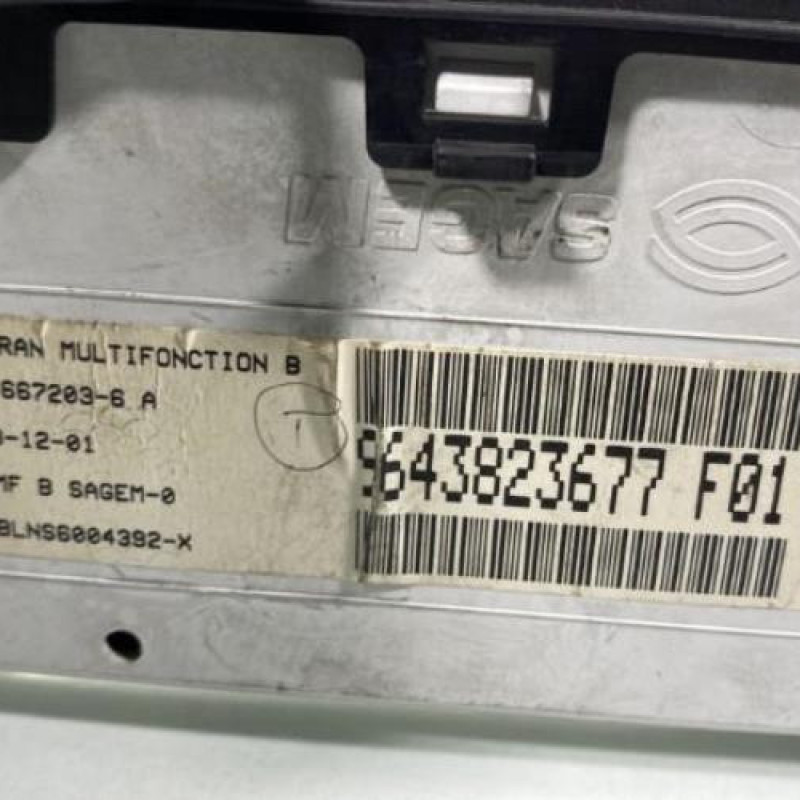 SAGEM
RAN MULTIFONCTION B
667203-6 A
-12-01
MF B SAGEM-0
BLNS6004392-X
T
9643823677 F01